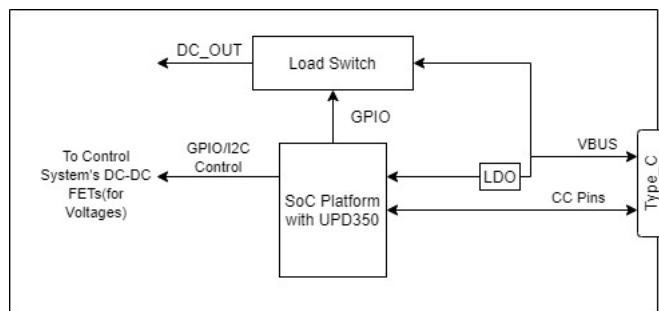 DC_OUT
Load Switch
GPIO
GPIO/I2C
Control
To Control
System's DC-DC
FETs(for
Voltages)
SoC Platform
with UPD350
LDO
VBUS
CC Pins
Type_C